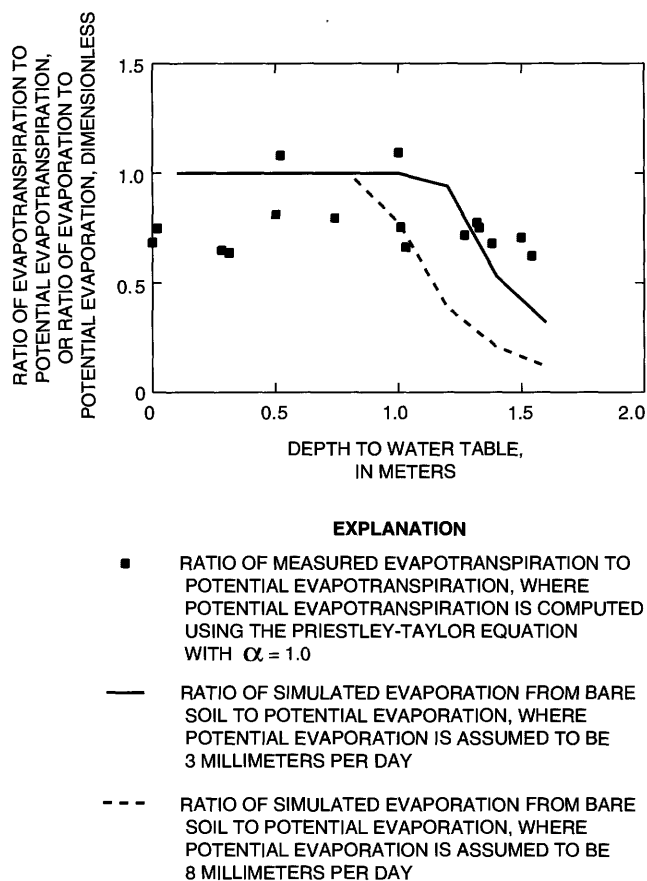 RATIO OF EVAPOTRANSPIRATION TO
POTENTIAL EVAPOTRANSPIRATION,
OR RATIO OF EVAPORATION TO
POTENTIAL EVAPORATION, DIMENSIONLESS
1.5
1.0
0.5
0
0
0.5
1.0
1.5
2.0
DEPTH TO WATER TABLE,
IN METERS
EXPLANATION
RATIO OF MEASURED EVAPOTRANSPIRATION TO
POTENTIAL EVAPOTRANSPIRATION, WHERE
POTENTIAL EVAPOTRANSPIRATION IS COMPUTED
USING THE PRIESTLEY-TAYLOR EQUATION
WITH α = 1.0
RATIO OF SIMULATED EVAPORATION FROM BARE
SOIL TO POTENTIAL EVAPORATION, WHERE
POTENTIAL EVAPORATION IS ASSUMED TO BE
3 MILLIMETERS PER DAY
RATIO OF SIMULATED EVAPORATION FROM BARE
SOIL TO POTENTIAL EVAPORATION, WHERE
POTENTIAL EVAPORATION IS ASSUMED TO BE
8 MILLIMETERS PER DAY